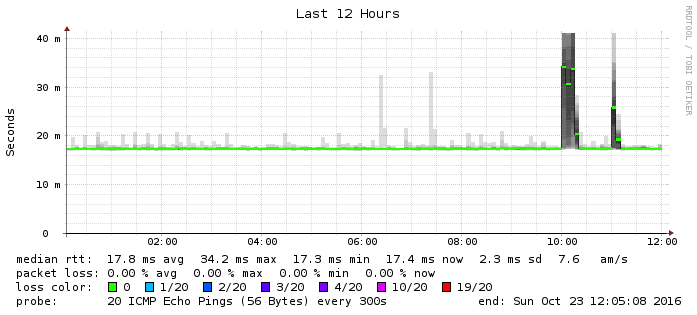 Last 12 Hours
RRDTOOL / TOBI OETIKER
Seconds
40 m
30 m
20 m
10 m
0
02:00 04:00 06:00 08:00 10:00 12:00
median rtt: 17.8 ms avg 34.2 ms max 17.3 ms min 17.4 ms now 2.3 ms sd 7.6 am/s
packet loss: 0.00 % avg 0.00 % max 0.00 % min 0.00 % now
loss color: 0 1/20 2/20 3/20 4/20 10/20 19/20
probe: 20 ICMP Echo Pings (56 Bytes) every 300s end: Sun Oct 23 12:05:08 2016